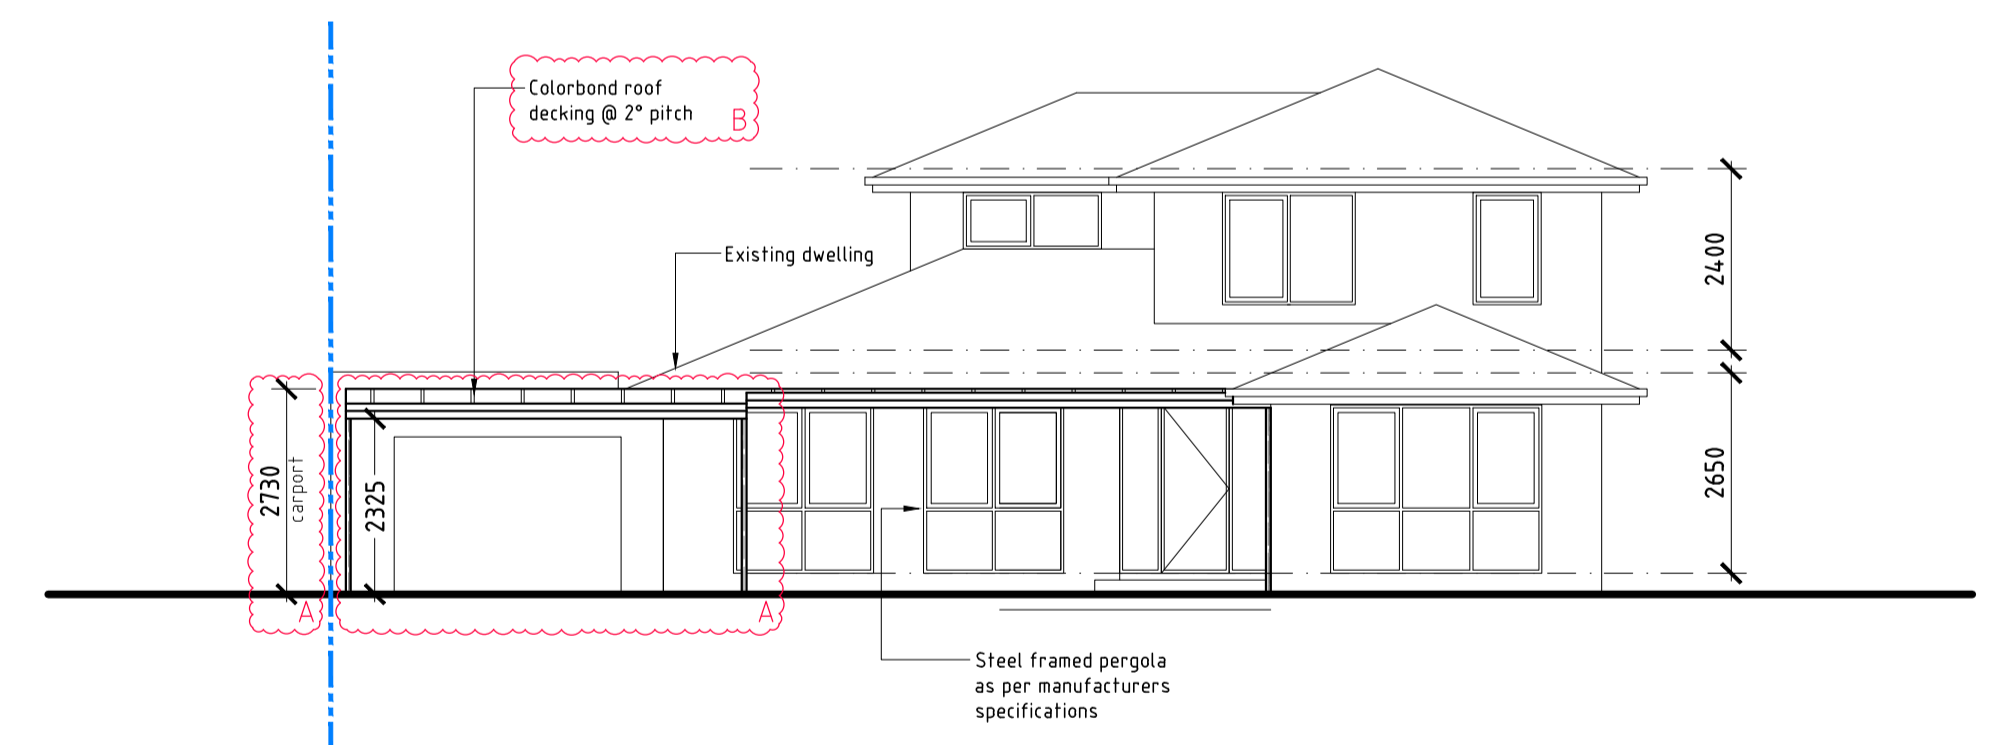 Colorbond roof
decking @ 2° pitch
B
Existing dwelling
2400
2650
2730
carport
2325
A
A
Steel framed pergola
as per manufacturers
specifications